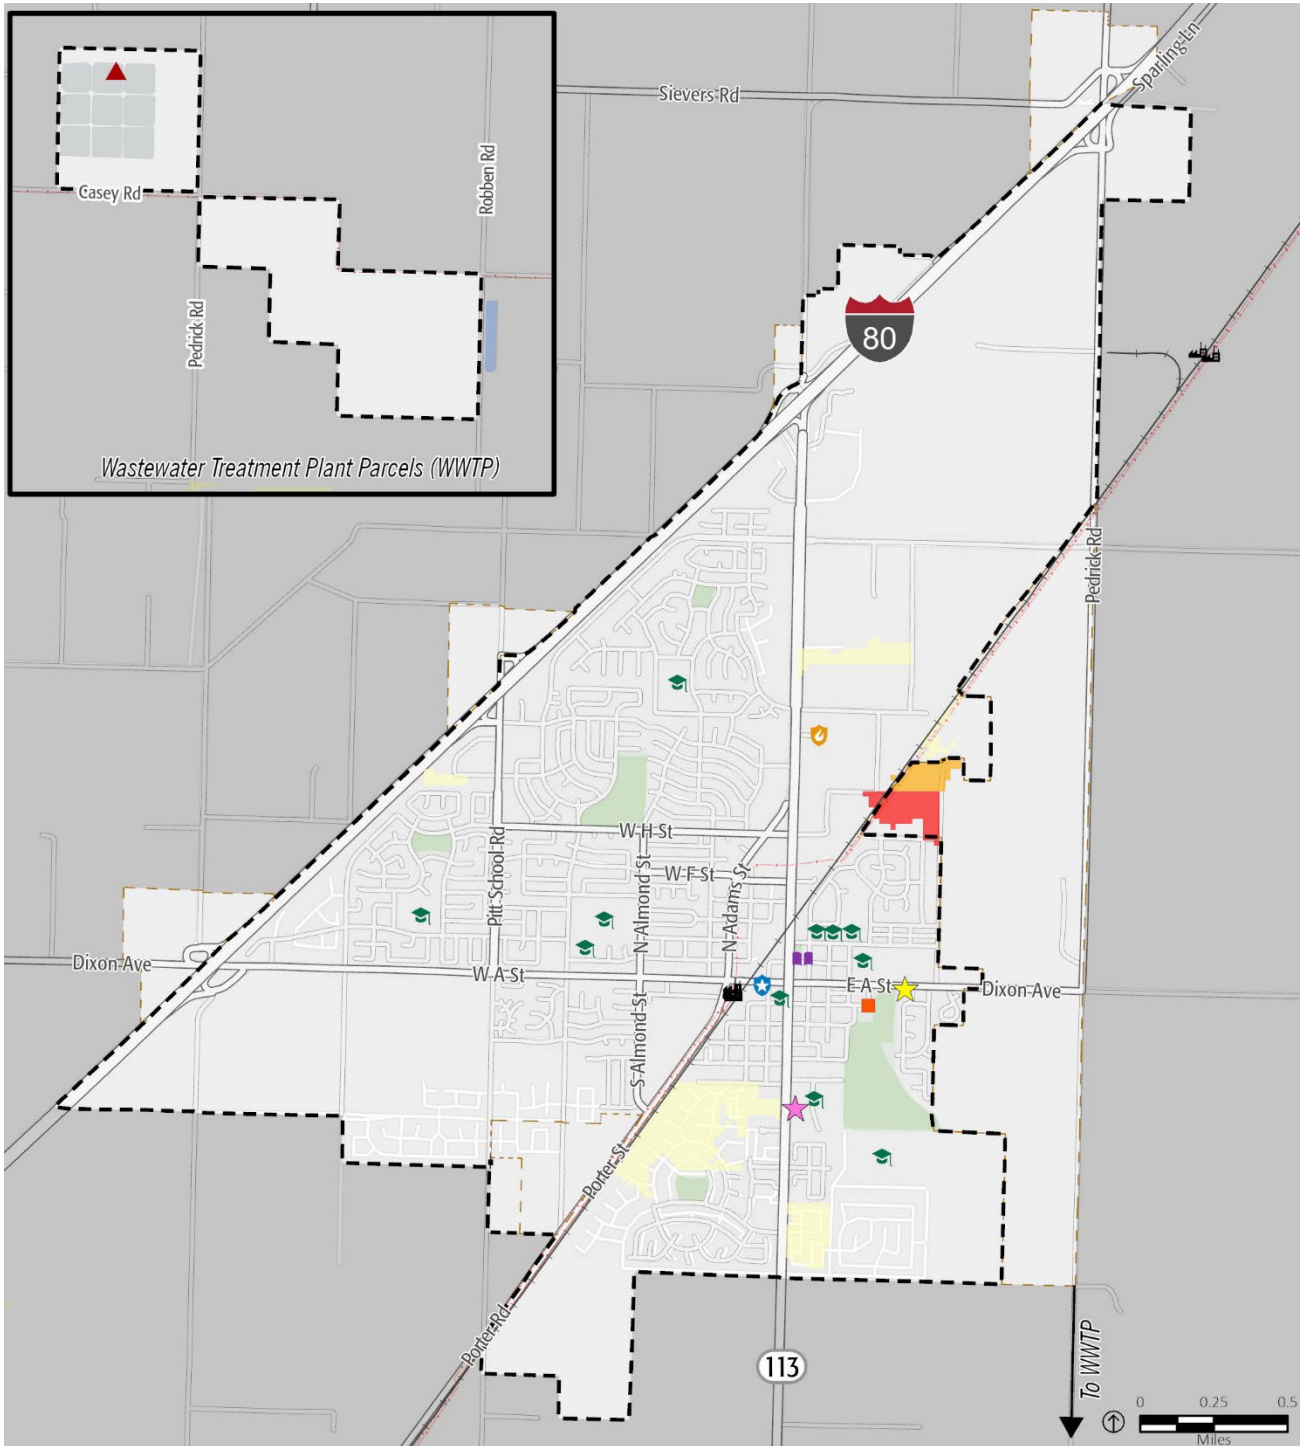 Sparling Ln
Sievers Rd
Robben Rd
Casey Rd
Pedrick Rd
80
Wastewater Treatment Plant Parcels (WWTP)
Pedrick Rd
W H St
Pitt School Rd
N Almond St
W F St
N Adams St
Dixon Ave
W A St
E A St
Dixon Ave
S Almond St
Porter St
Porter Rd
113
To WWTP
0 0.25 0.5
Miles